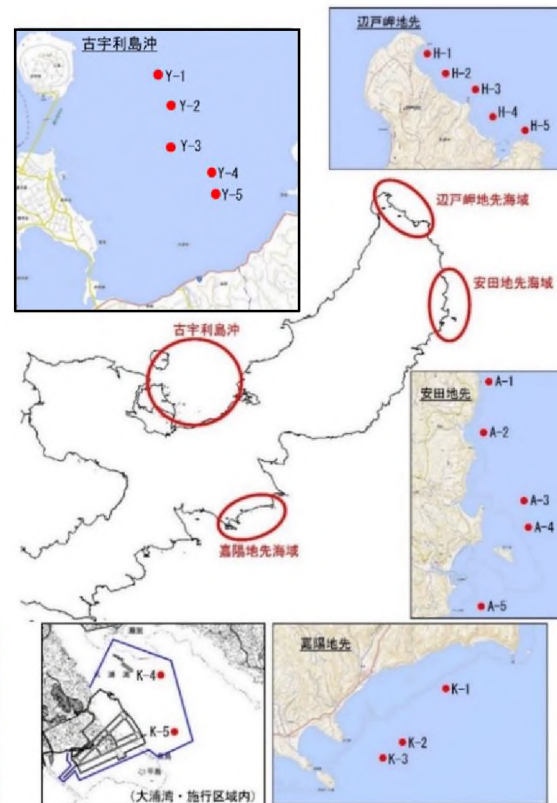 古宇利島沖
Y-1
Y-2
Y-3
Y-4
Y-5
辺戸岬地先
H-1
H-2
H-3
H-4
H-5
辺戸岬地先海域
安田地先海域
古宇利島沖
嘉陽地先海域
安田地先
A-1
A-2
A-3
A-4
A-5
K-4
K-5
(大浦湾・施行区域内)
嘉陽地先
K-1
K-2
K-3